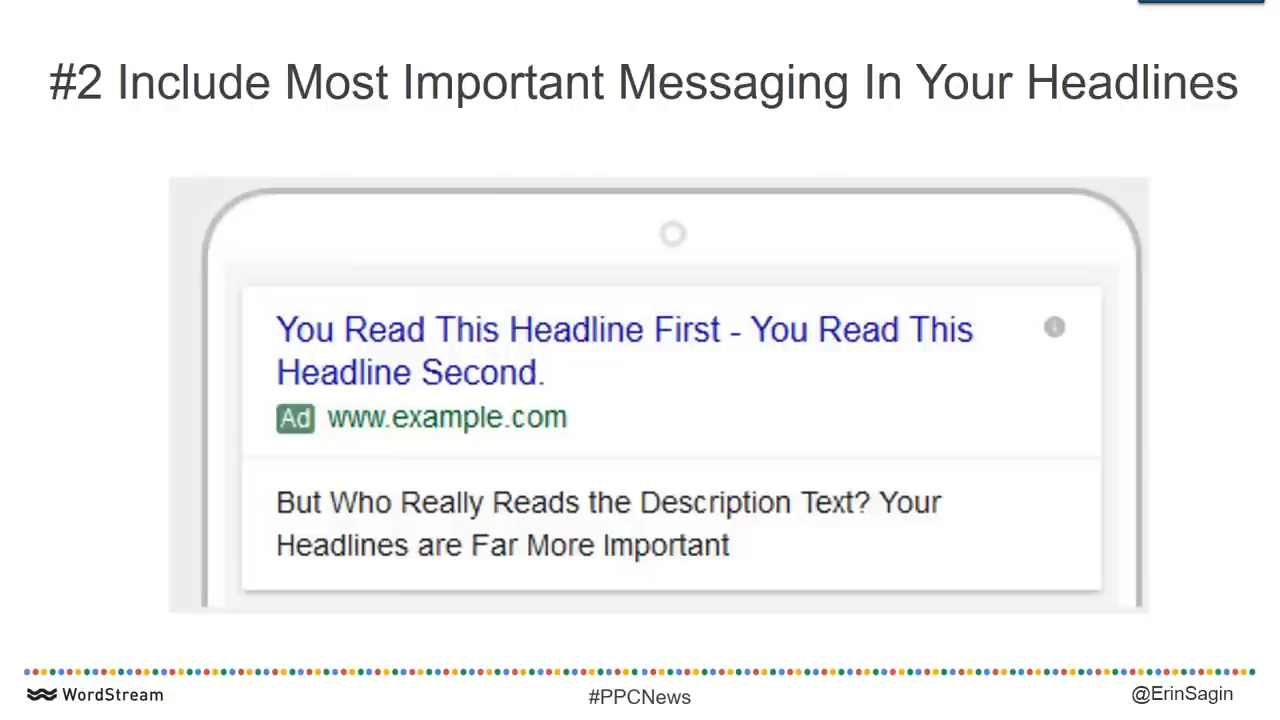 #2 Include Most Important Messaging In Your Headlines
You Read This Headline First - You Read This
Headline Second.
Ad www.example.com
But Who Really Reads the Description Text? Your
Headlines are Far More Important
WordStream
#PPCNews
@ErinSagin